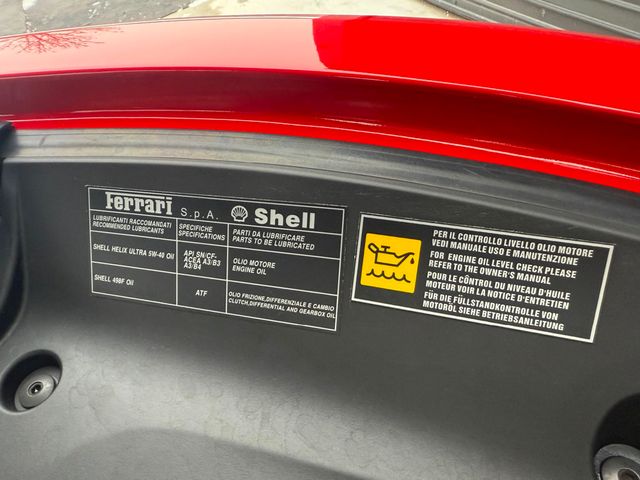 Ferrari S.p.A. Shell
LUBRIFICANTI RACCOMANDATI
RECOMMENDED LUBRICANTS
SPECIFICHE
SPECIFICATIONS
PARTI DA LUBRIFICARE
PARTS TO BE LUBRICATED
SHELL HELIX ULTRA 5W-40 Oil
API SN/CF-
ACEA A3/B3
A3/B4
OLIO MOTORE
ENGINE OIL
SHELL 498F Oil
ATF
OLIO FRIZIONE,DIFFERENZIALE E CAMBIO
CLUTCH,DIFFERENTIAL AND GEARBOX OIL
PER IL CONTROLLO LIVELLO OLIO MOTORE
VEDI MANUALE USO E MANUTENZIONE
FOR ENGINE OIL LEVEL CHECK PLEASE
REFER TO THE OWNER'S MANUAL
POUR LE CÔNTROL DU NIVEAU D'HUILE
MOTEUR VOIR LA NOTICE D'ENTRETIEN
FÜR DIE FÜLLSTANDKONTROLLE VON
MOTORÖL SIEHE BETRIEBSANLEITUNG